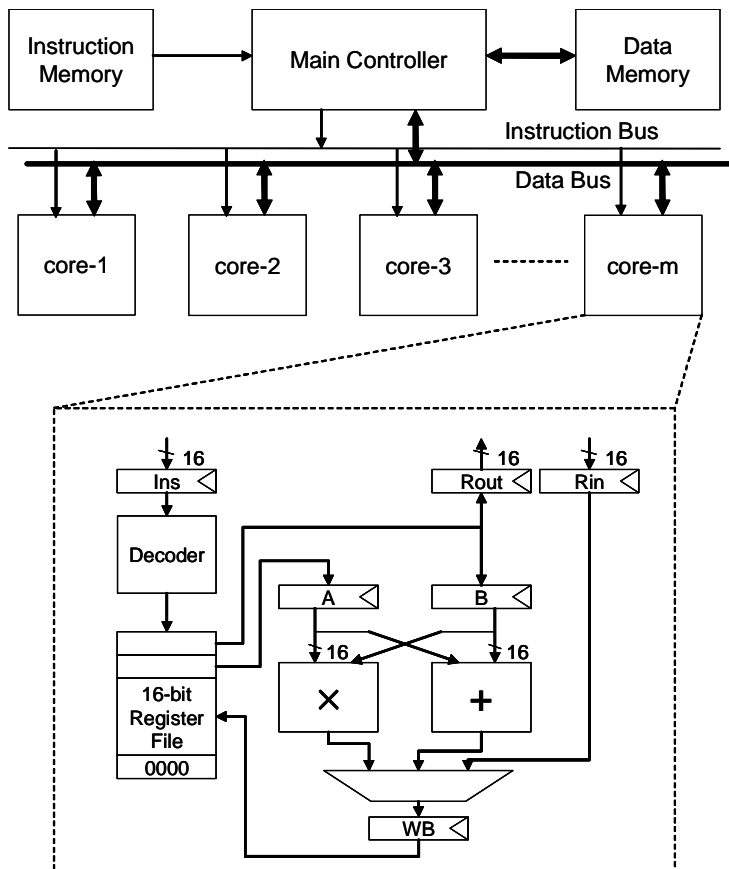 Instruction
Memory
Main Controller
Data
Memory
Instruction Bus
Data Bus
core-1
core-2
core-3
core-m
16
16
16
Ins
Rout
Rin
Decoder
A
B
16
16
16-bit
Register
File
×
+
0000
WB